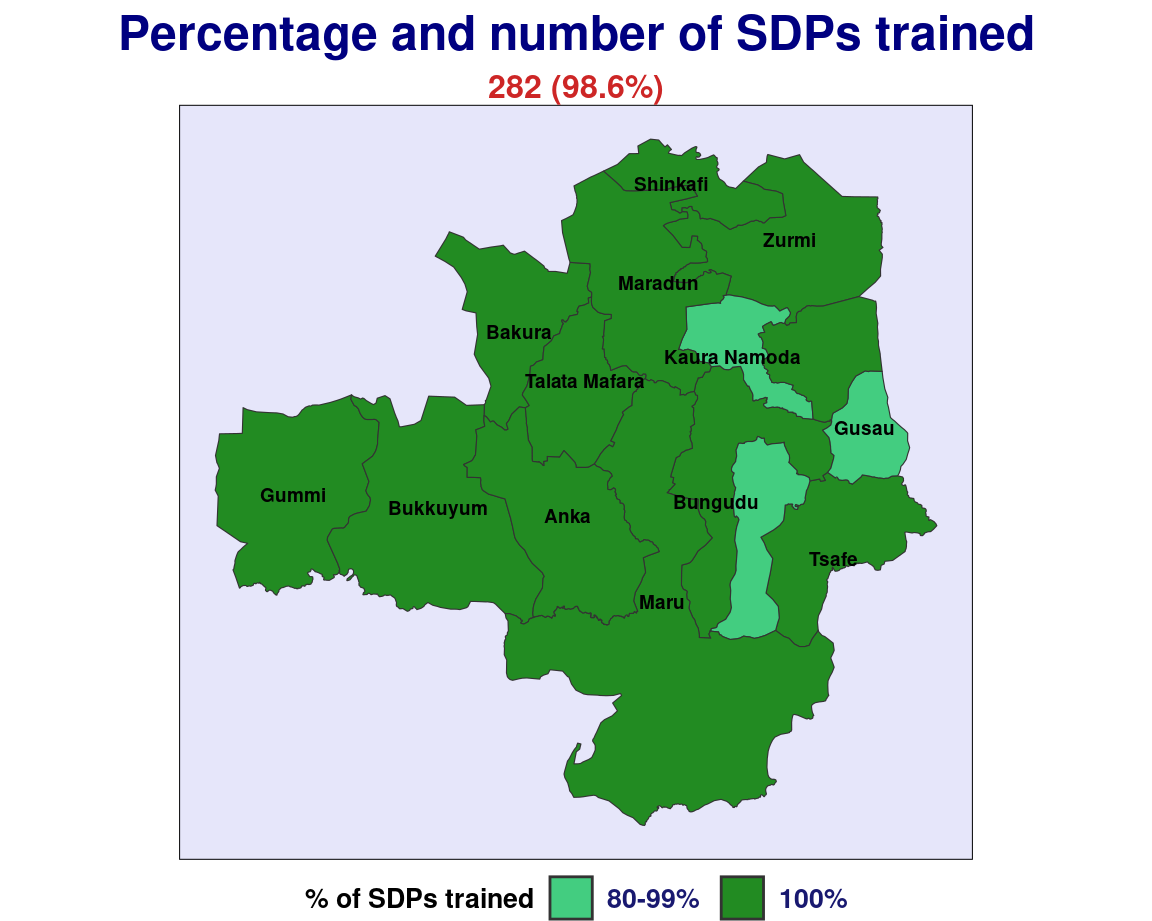 Percentage and number of SDPs trained
282 (98.6%)
Shinkafi
Zurmi
Maradun
Bakura
Kaura Namoda
Talata Mafara
Gusau
Gummi
Bukkuyum
Anka
Bungudu
Tsafe
Maru
% of SDPs trained 80-99% 100%